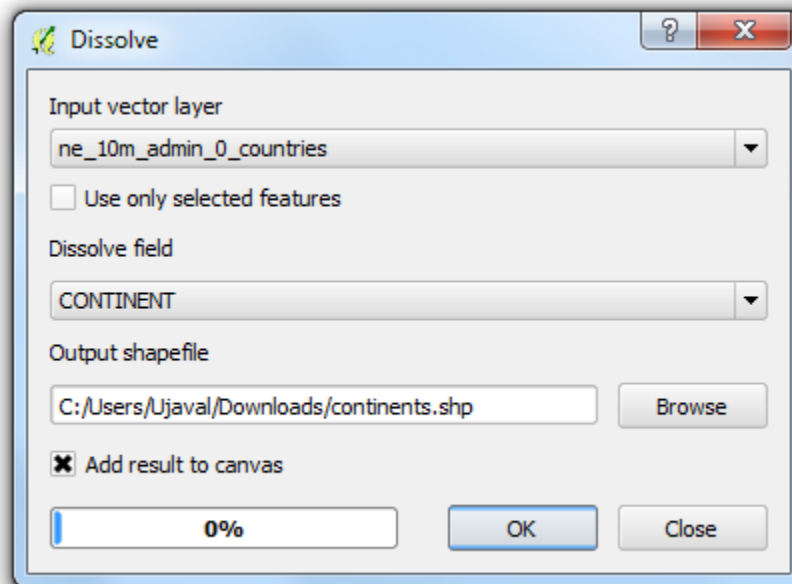 Dissolve
Input vector layer
ne_10m_admin_0_countries
Use only selected features
Dissolve field
CONTINENT
Output shapefile
C:/Users/Ujaval/Downloads/continents.shp
Browse
Add result to canvas
0%
OK
Close